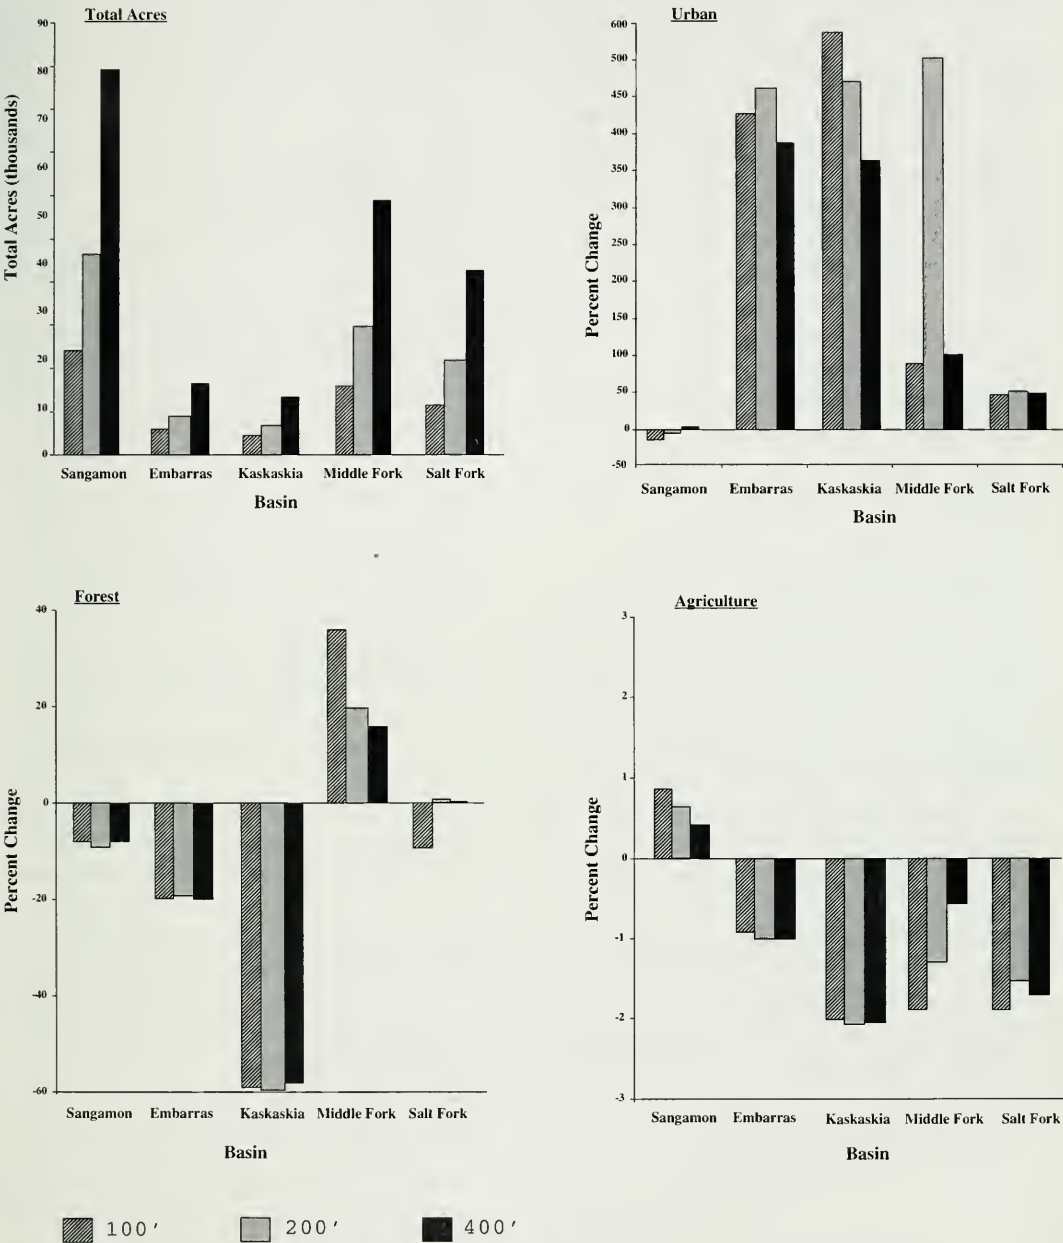 Total Acres
90
80
70
60
50
40
20
10
0
Total Acres (thousands)
Sangamon Embarras Kaskaskia Middle Fork Salt Fork
Basin
Urban
600
500
450
400
350
300
250
200
150
100
50
0
-50
Percent Change
Sangamon Embarras Kaskaskia Middle Fork Salt Fork
Basin
Forest
40
20
0
-20
-40
-60
Percent Change
Sangamon Embarras Kaskaskia Middle Fork Salt Fork
Basin
Agriculture
3
2
1
0
-1
-2
-3
Percent Change
Sangamon Embarras Kaskaskia Middle Fork Salt Fork
Basin
100' 200' 400'